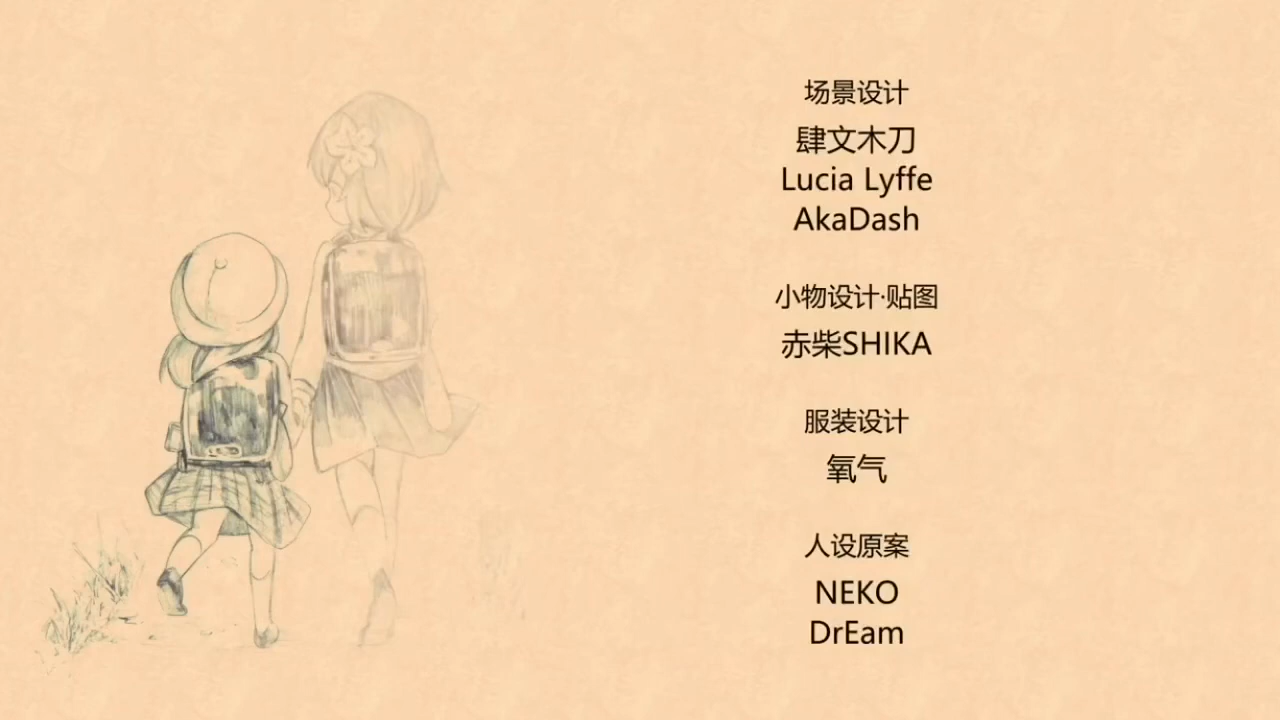 场景设计
肆文木刀
Lucia Lyffe
AkaDash
小物设计·贴图
赤柴SHIKA
服装设计
氧气
人设原案
NEKO
DrEam